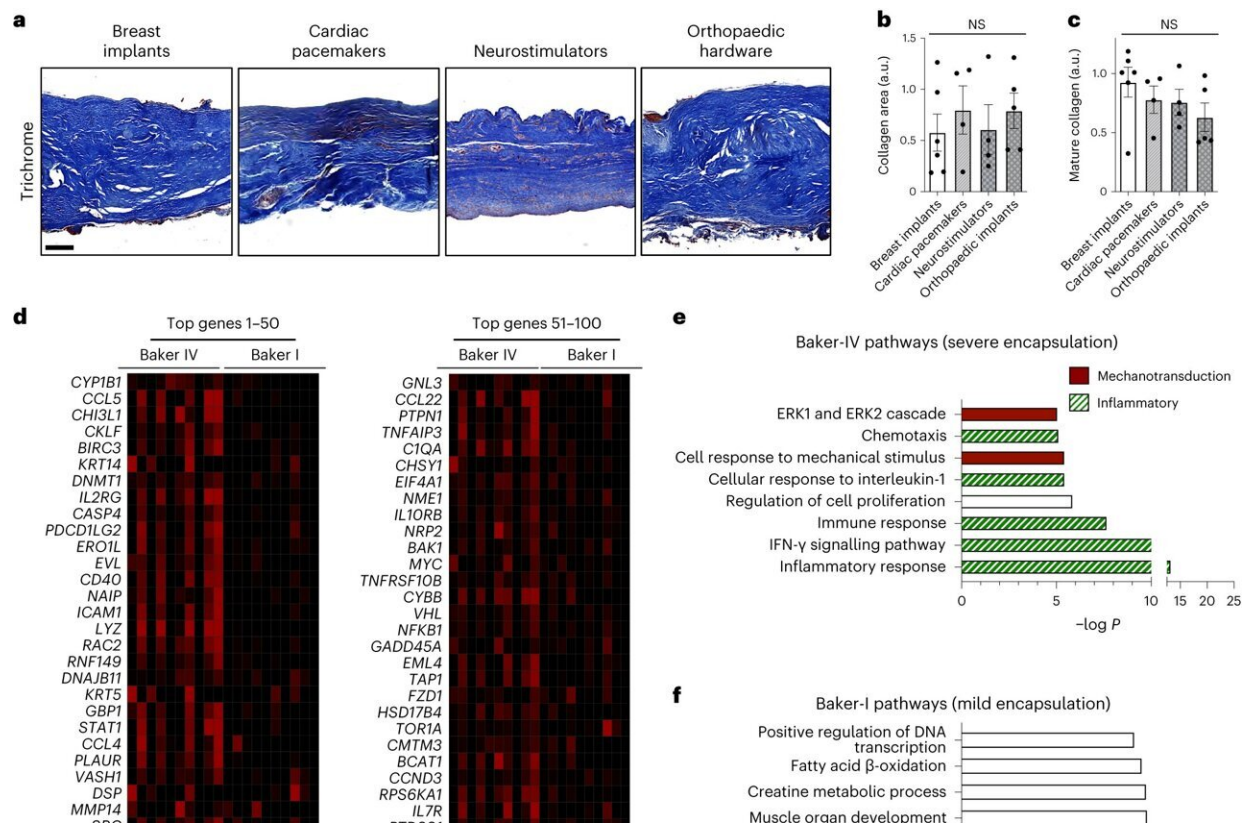 a
Breast
implants
Cardiac
pacemakers
Neurostimulators
Orthopaedic
hardware
Trichrome
b
NS
Collagen area (a.u.)
1.5
1.0
0.5
0
Breast implants
Cardiac pacemakers
Neurostimulators
Orthopaedic implants
c
NS
Mature collagen (a.u.)
1.0
0.5
0
Breast implants
Cardiac pacemakers
Neurostimulators
Orthopaedic implants
d
Top genes 1–50
Baker IV
Baker I
CYP1B1
CCL5
CHI3L1
CKLF
BIRC3
KRT14
DNMT1
IL2RG
CASP4
PDCD1LG2
ERO1L
EVL
CD40
NAIP
ICAM1
LYZ
RAC2
RNF149
DNAJB11
KRT5
GBP1
STAT1
CCL4
PLAUR
VASH1
DSP
MMP14
Top genes 51–100
Baker IV
Baker I
GNL3
CCL22
PTPN1
TNFAIP3
C1QA
CHSY1
EIF4A1
NME1
IL10RB
NRP2
BAK1
MYC
TNFRSF10B
CYBB
VHL
NFKB1
GADD45A
EML4
TAP1
FZD1
HSD17B4
TOR1A
CMTM3
BCAT1
CCND3
RPS6KA1
IL7R
e
Baker-IV pathways (severe encapsulation)
Mechanotransduction
Inflammatory
ERK1 and ERK2 cascade
Chemotaxis
Cell response to mechanical stimulus
Cellular response to interleukin-1
Regulation of cell proliferation
Immune response
IFN-γ signalling pathway
Inflammatory response
0 5 10 15 20 25
–log P
f
Baker-I pathways (mild encapsulation)
Positive regulation of DNA
transcription
Fatty acid β-oxidation
Creatine metabolic process
Muscle organ development